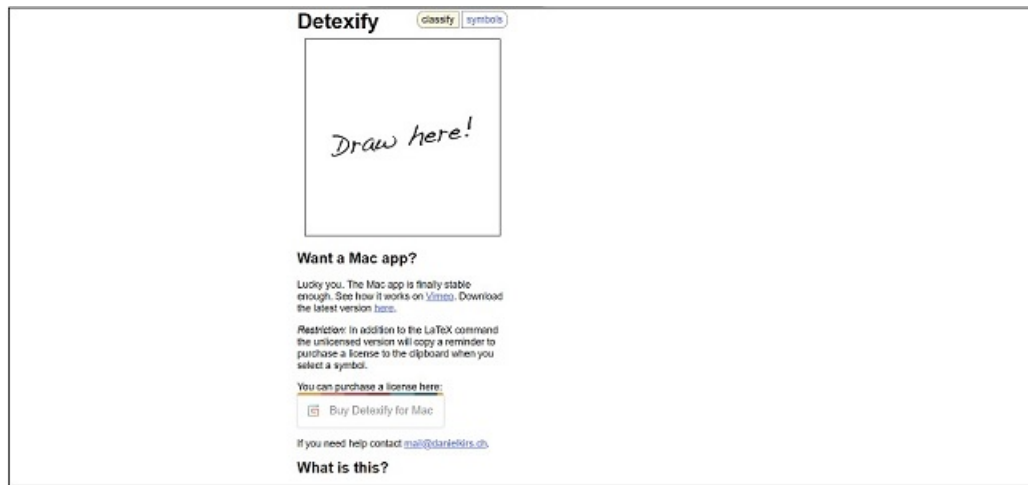 Detexify
classify symbols
Draw here!
Want a Mac app?
Lucky you. The Mac app is finally stable
enough. See how it works on Vimeo. Download
the latest version here.
Restriction: In addition to the LaTeX command
the unlicensed version will copy a reminder to
purchase a license to the clipboard when you
select a symbol.
You can purchase a license here:
Buy Detexify for Mac
If you need help contact mail@danielkirs.ch.
What is this?